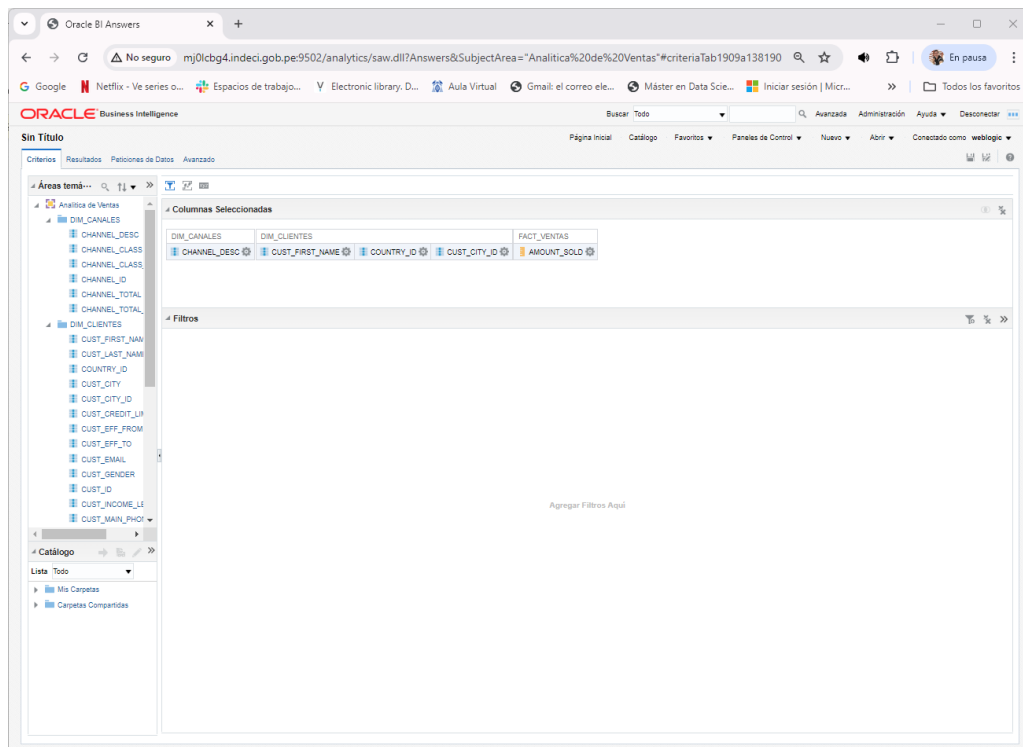 Oracle BI Answers
No seguro mj0lcbg4.indeci.gob.pe:9502/analytics/saw.dll?Answers&SubjectArea="Analitica%20de%20Ventas"#criteriaTab1909a138190 En pausa
Google Netflix - Ve series o... Espacios de trabajo... Electronic library. D... Aula Virtual Gmail: el correo ele... Máster en Data Scie... Iniciar sesión | Micr... » Todos los favoritos
ORACLE Business Intelligence Buscar Todo Avanzada Administración Ayuda Desconectar
Sin Título Página Inicial Catálogo Favoritos Paneles de Control Nuevo Abrir Conectado como weblogic
Criterios Resultados Peticiones de Datos Avanzado
Áreas temá... »
Analitica de Ventas
DIM_CANALES
CHANNEL_DESC
CHANNEL_CLASS
CHANNEL_CLASS_
CHANNEL_ID
CHANNEL_TOTAL
CHANNEL_TOTAL_
DIM_CLIENTES
CUST_FIRST_NAM
CUST_LAST_NAM
COUNTRY_ID
CUST_CITY
CUST_CITY_ID
CUST_CREDIT_LIM
CUST_EFF_FROM
CUST_EFF_TO
CUST_EMAIL
CUST_GENDER
CUST_ID
CUST_INCOME_LE
CUST_MAIN_PHON
Catálogo »
Lista Todo
Mis Carpetas
Carpetas Compartidas
Columnas Seleccionadas
DIM_CANALES DIM_CLIENTES FACT_VENTAS
CHANNEL_DESC CUST_FIRST_NAME COUNTRY_ID CUST_CITY_ID AMOUNT_SOLD
Filtros »
Agregar Filtros Aquí